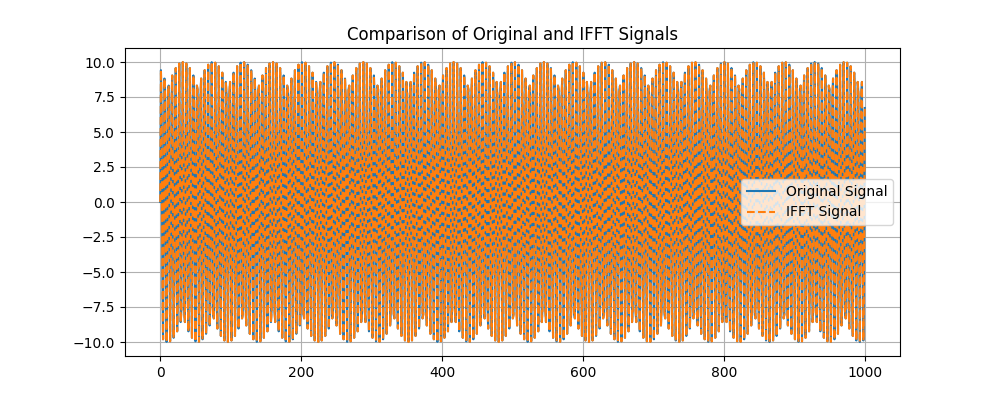 Comparison of Original and IFFT Signals
10.0
7.5
5.0
2.5
0.0
−2.5
−5.0
−7.5
−10.0
Original Signal
IFFT Signal
0 200 400 600 800 1000